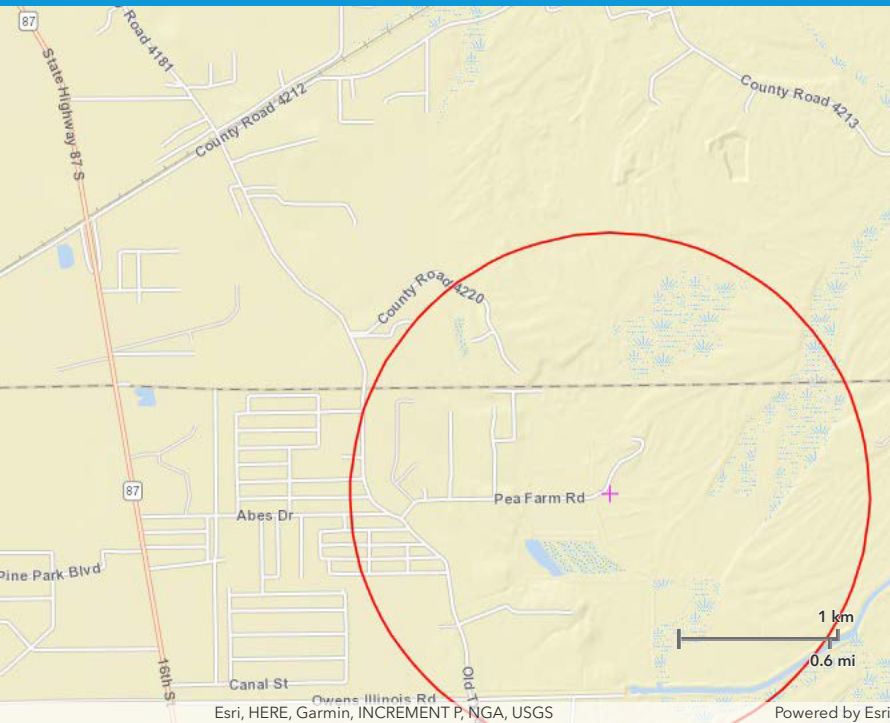 87
Road 4181
State Highway 87 S
County Road 4212
County Road 4213
County Road 4220
87
Pea Farm Rd
Abes Dr
Pine Park Blvd
1 km
0.6 mi
16th St
Canal St
Old T
Owens Illinois Rd
Esri, HERE, Garmin, INCREMENT P, NGA, USGS
Powered by Esri